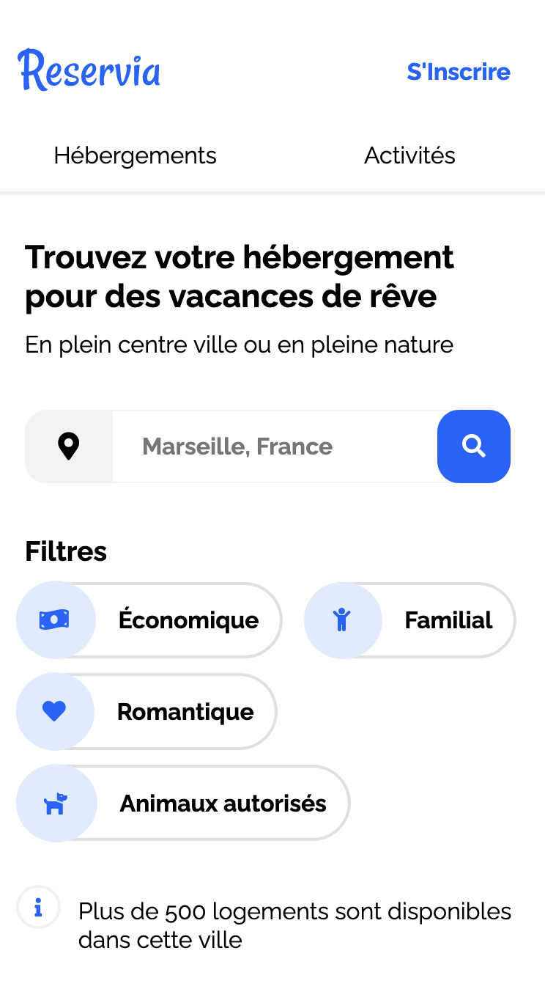 Reservia
S'Inscrire
Hébergements
Activités
Trouvez votre hébergement
pour des vacances de rêve
En plein centre ville ou en pleine nature
Marseille, France
Filtres
Économique
Familial
Romantique
Animaux autorisés
Plus de 500 logements sont disponibles
dans cette ville